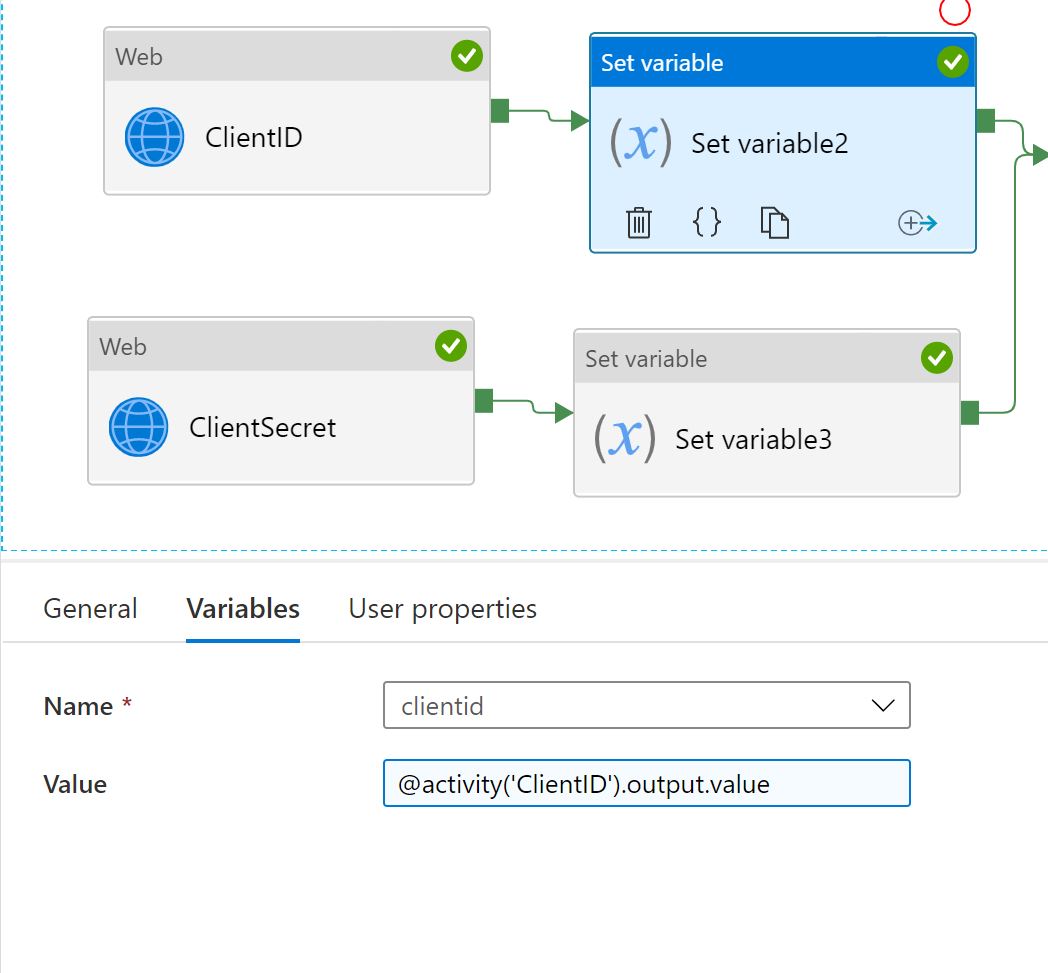 Web
ClientID
Set variable
(x) Set variable2
{}
Web
ClientSecret
Set variable
(x) Set variable3
General Variables User properties
Name * clientid
Value @activity('ClientID').output.value